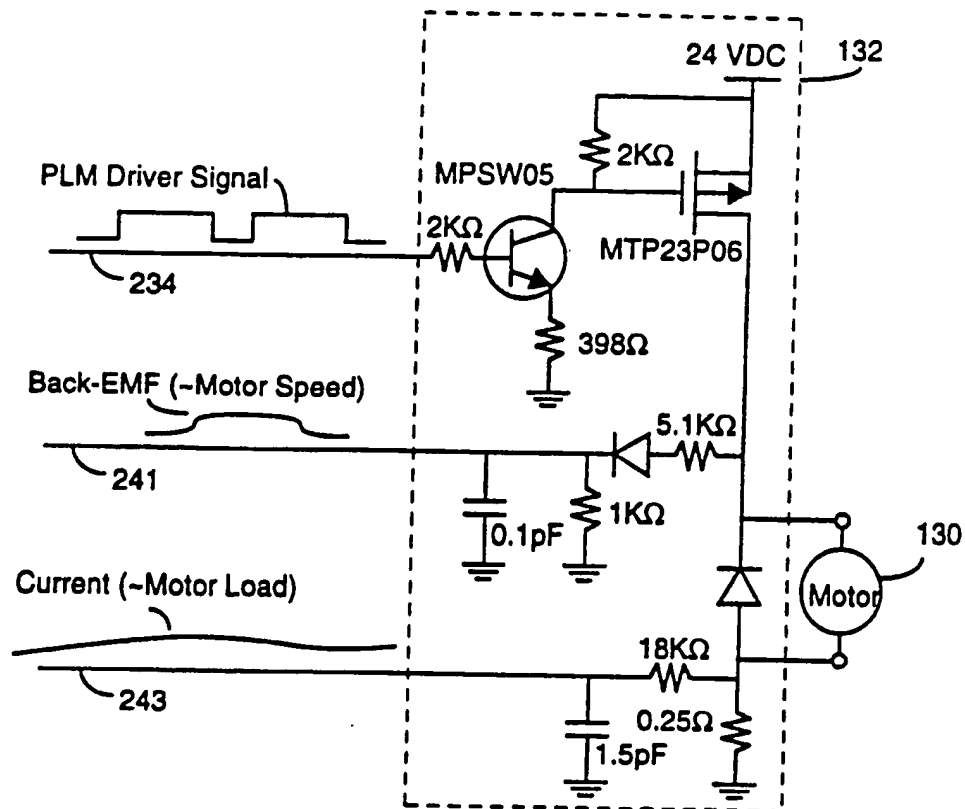 24 VDC
132
2KΩ
MPSW05
PLM Driver Signal
2KΩ
MTP23P06
234
398Ω
Back-EMF (~Motor Speed)
5.1KΩ
241
1KΩ
0.1pF
130
Current (~Motor Load)
Motor
18KΩ
243
0.25Ω
1.5pF